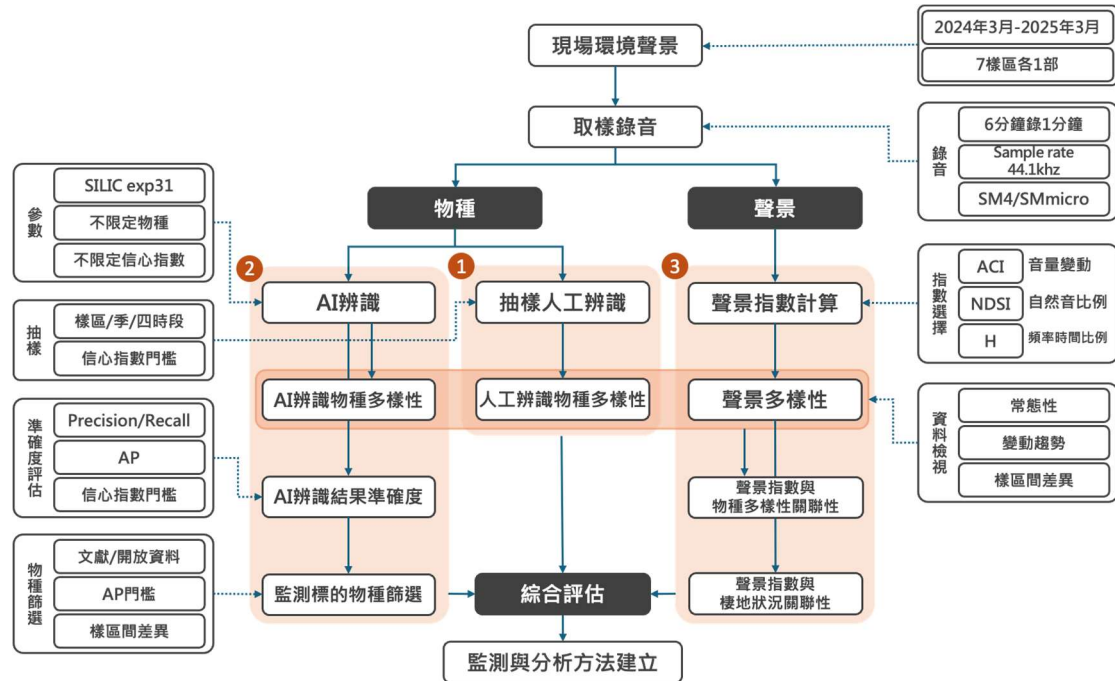 現場環境聲景
2024年3月-2025年3月
7樣區各1部
取樣錄音
錄音
6分鐘錄1分鐘
Sample rate
44.1khz
SM4/SMmicro
物種
聲景
參數
SILIC exp31
不限定物種
不限定信心指數
2
AI辨識
1
抽樣人工辨識
3
聲景指數計算
指數選擇
ACI 音量變動
NDSI 自然音比例
H 頻率時間比例
抽樣
樣區/季/四時段
信心指數門檻
AI辨識物種多樣性
人工辨識物種多樣性
聲景多樣性
資料檢視
常態性
變動趨勢
樣區間差異
準確度評估
Precision/Recall
AP
信心指數門檻
AI辨識結果準確度
聲景指數與
物種多樣性關聯性
物種篩選
文獻/開放資料
AP門檻
樣區間差異
監測標的物種篩選
綜合評估
聲景指數與
棲地狀況關聯性
監測與分析方法建立